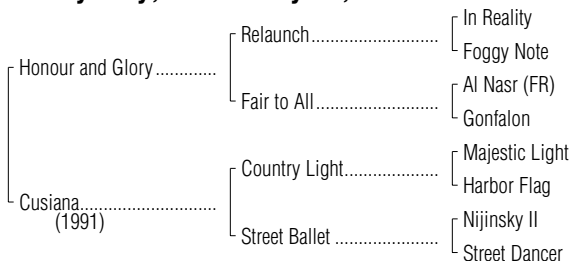 In Reality
Relaunch
Foggy Note
Honour and Glory
Al Nasr (FR)
Fair to All
Gonfalon
Majestic Light
Country Light
Harbor Flag
Cusiana
(1991)
Nijinsky II
Street Ballet
Street Dancer